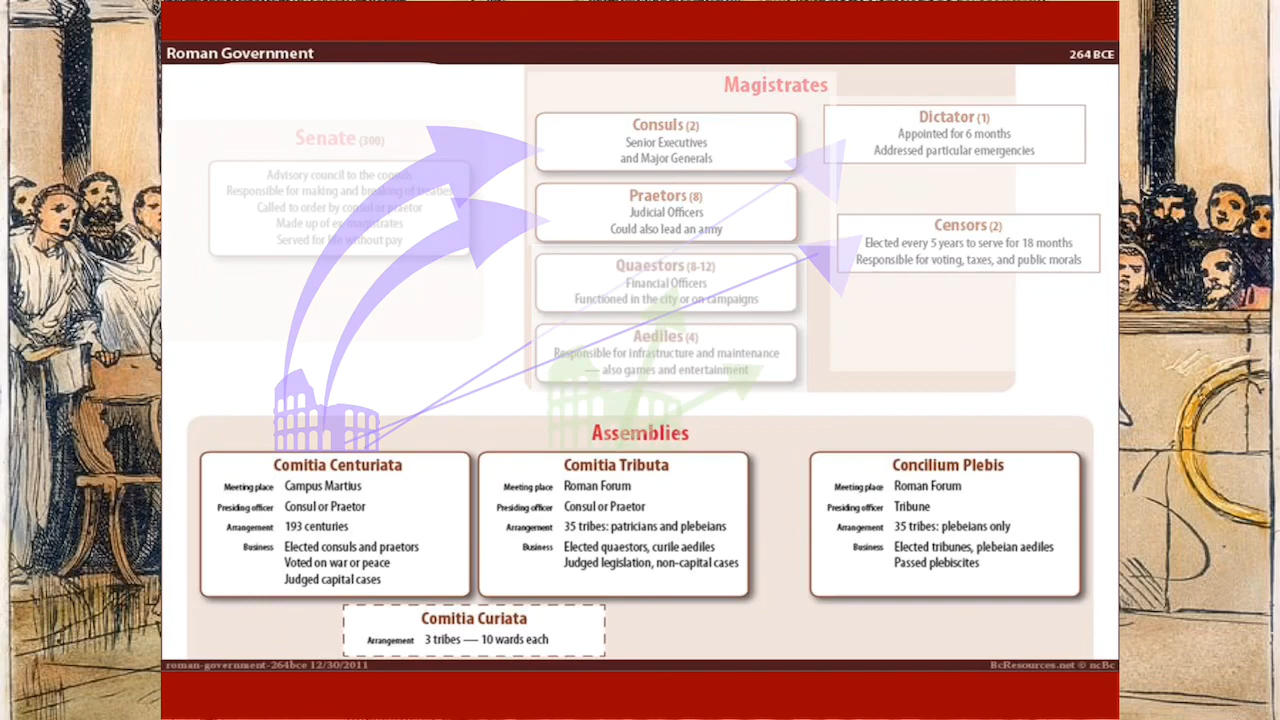 Roman Government
264 BCE
Magistrates
Senate (300)
Advisory council to the consuls
Responsible for making and breaking of treaties
Called to order by consul or praetor
Made up of ex-magistrates
Served for life without pay
Consuls (2)
Senior Executives
and Major Generals
Praetors (8)
Judicial Officers
Could also lead an army
Quaestors (8-12)
Financial Officers
Functioned in the city or on campaigns
Aediles (4)
Responsible for infrastructure and maintenance
— also games and entertainment
Dictator (1)
Appointed for 6 months
Addressed particular emergencies
Censors (2)
Elected every 5 years to serve for 18 months
Responsible for voting, taxes, and public morals
Assemblies
Comitia Centuriata
Meeting place Campus Martius
Presiding officer Consul or Praetor
Arrangement 193 centuries
Business Elected consuls and praetors
Voted on war or peace
Judged capital cases
Comitia Tributa
Meeting place Roman Forum
Presiding officer Consul or Praetor
Arrangement 35 tribes: patricians and plebeians
Business Elected quaestors, curile aediles
Judged legislation, non-capital cases
Concilium Plebis
Meeting place Roman Forum
Presiding officer Tribune
Arrangement 35 tribes: plebeians only
Business Elected tribunes, plebeian aediles
Passed plebiscites
Comitia Curiata
Arrangement 3 tribes — 10 wards each
roman-government-264bce 12/30/2011
BcResources.net © ncBc